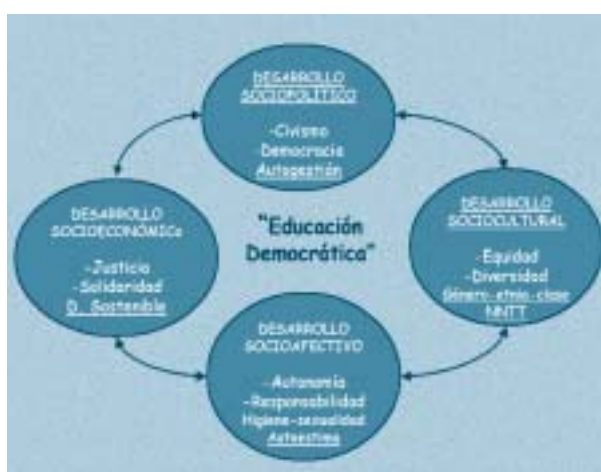 DESARROLLO
SOCIOPOLÍTICO
-Civismo
-Democracia
Autogestión
DESARROLLO
SOCIOECONÓMICo
-Justicia
-Solidaridad
D. Sostenible
"Educación
Democrática"
DESARROLLO
SOCIOCULTURAL
-Equidad
-Diversidad
Género-etnia-clase
NNTT
DESARROLLO
SOCIOAFECTIVO
-Autonomía
-Responsabilidad
Higiene-sexualidad
Autoestima